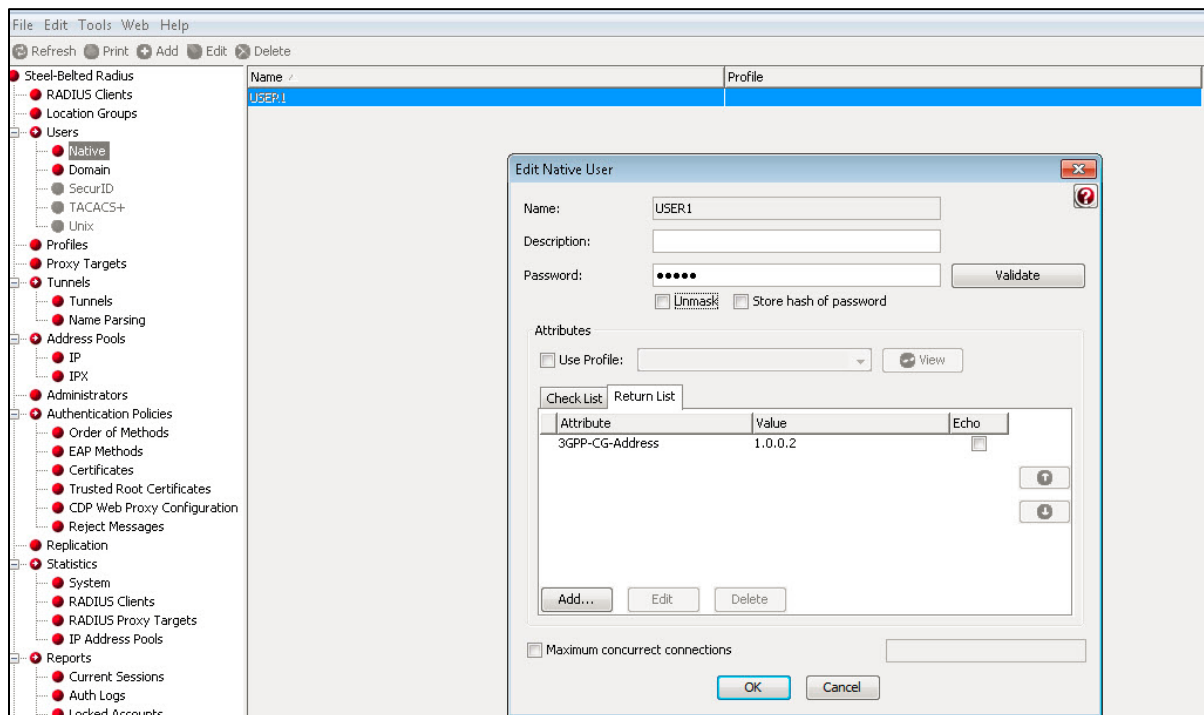 File Edit Tools Web Help
Refresh Print Add Edit Delete
Steel-Belted Radius
RADIUS Clients
Location Groups
Users
Native
Domain
SecurID
TACACS+
Unix
Profiles
Proxy Targets
Tunnels
Tunnels
Name Parsing
Address Pools
IP
IPX
Administrators
Authentication Policies
Order of Methods
EAP Methods
Certificates
Trusted Root Certificates
CDP Web Proxy Configuration
Reject Messages
Replication
Statistics
System
RADIUS Clients
RADIUS Proxy Targets
IP Address Pools
Reports
Current Sessions
Auth Logs
Locked Accounts
Name Profile
USER1
Edit Native User
Name: USER1
Description:
Password: ●●●●● Validate
Unmask Store hash of password
Attributes
Use Profile: View
Check List Return List
Attribute Value Echo
3GPP-CG-Address 1.0.0.2
Add... Edit Delete
Maximum concurrect connections
OK Cancel